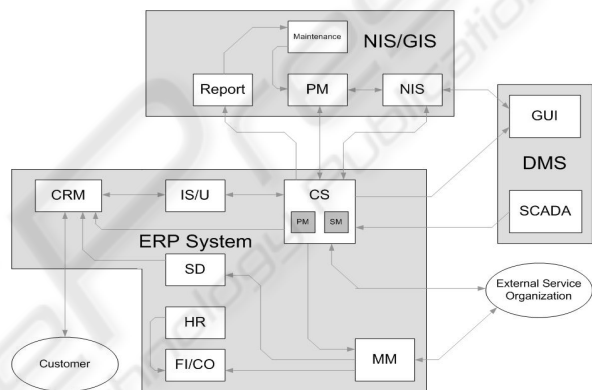 NIS/GIS
Maintenance
Report
PM
NIS
GUI
DMS
SCADA
CRM
IS/U
CS
PM
SM
ERP System
SD
HR
FI/CO
MM
External Service
Organization
Customer